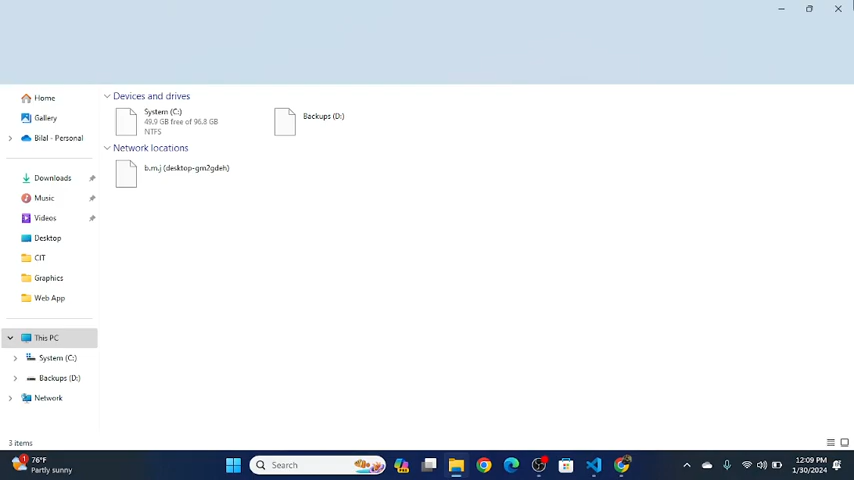 Home
Gallery
Bilal - Personal
Downloads
Music
Videos
Desktop
CIT
Graphics
Web App
This PC
System (C:)
Backups (D:)
Network
Devices and drives
System (C:)
49.9 GB free of 96.8 GB
NTFS
Backups (D:)
Network locations
b.m.j (desktop-gm2gdeh)
3 items
1
76°F
Partly sunny
Search
12:09 PM
1/30/2024